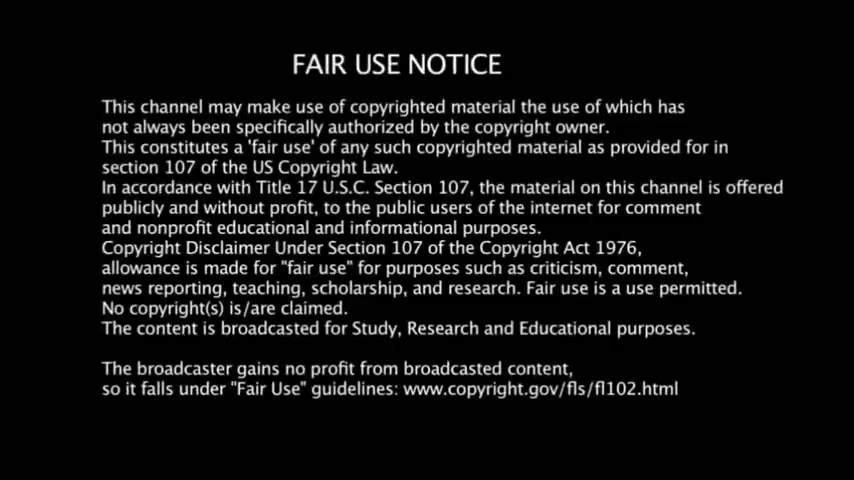 FAIR USE NOTICE
This channel may make use of copyrighted material the use of which has
not always been specifically authorized by the copyright owner.
This constitutes a 'fair use' of any such copyrighted material as provided for in
section 107 of the US Copyright Law.
In accordance with Title 17 U.S.C. Section 107, the material on this channel is offered
publicly and without profit, to the public users of the internet for comment
and nonprofit educational and informational purposes.
Copyright Disclaimer Under Section 107 of the Copyright Act 1976,
allowance is made for "fair use" for purposes such as criticism, comment,
news reporting, teaching, scholarship, and research. Fair use is a use permitted.
No copyright(s) is/are claimed.
The content is broadcasted for Study, Research and Educational purposes.
The broadcaster gains no profit from broadcasted content,
so it falls under "Fair Use" guidelines: www.copyright.gov/fls/fl102.html